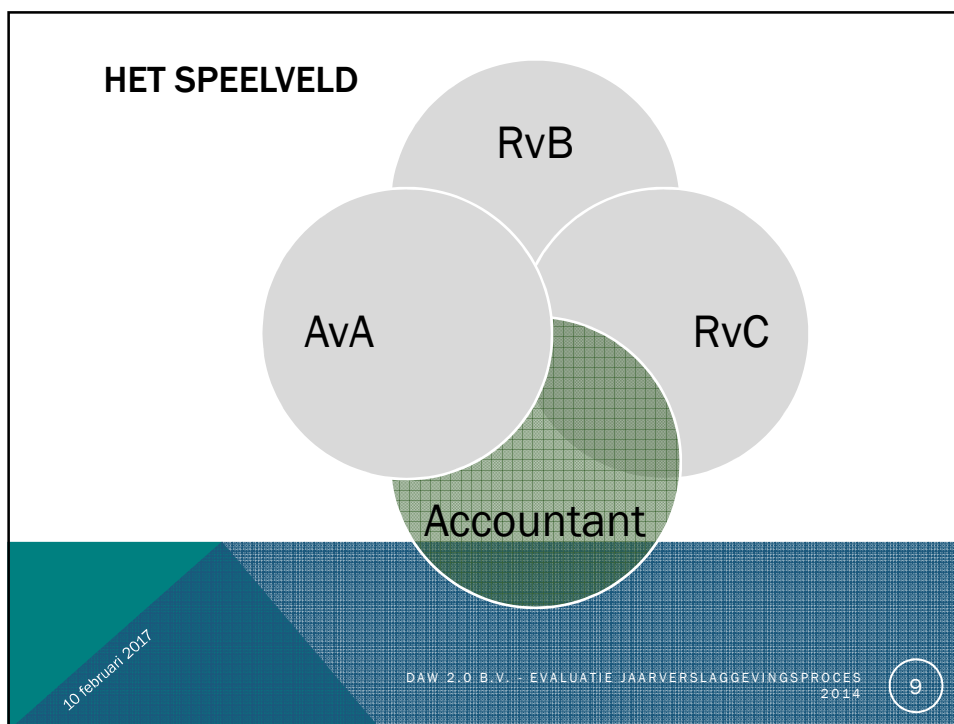 HET SPEELVELD
RvB
AvA
RvC
Accountant
10 februari 2017
DAW 2.0 B.V. - EVALUATIE JAARVERSLAGGEVINGSPROCES
2014
9